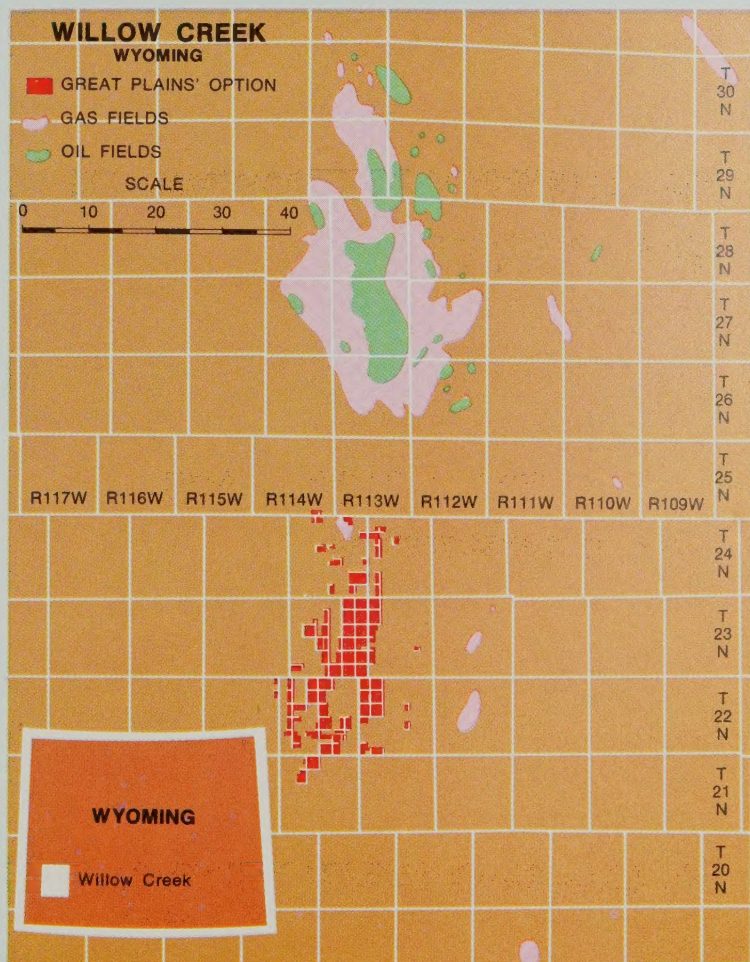 WILLOW CREEK
WYOMING
GREAT PLAINS' OPTION
GAS FIELDS
OIL FIELDS
SCALE
0 10 20 30 40
T
30
N
T
29
N
T
28
N
T
27
N
T
26
N
T
25
N
R117W R116W R115W R114W R113W R112W R111W R110W R109W
T
24
N
T
23
N
T
22
N
T
21
N
T
20
N
WYOMING
Willow Creek